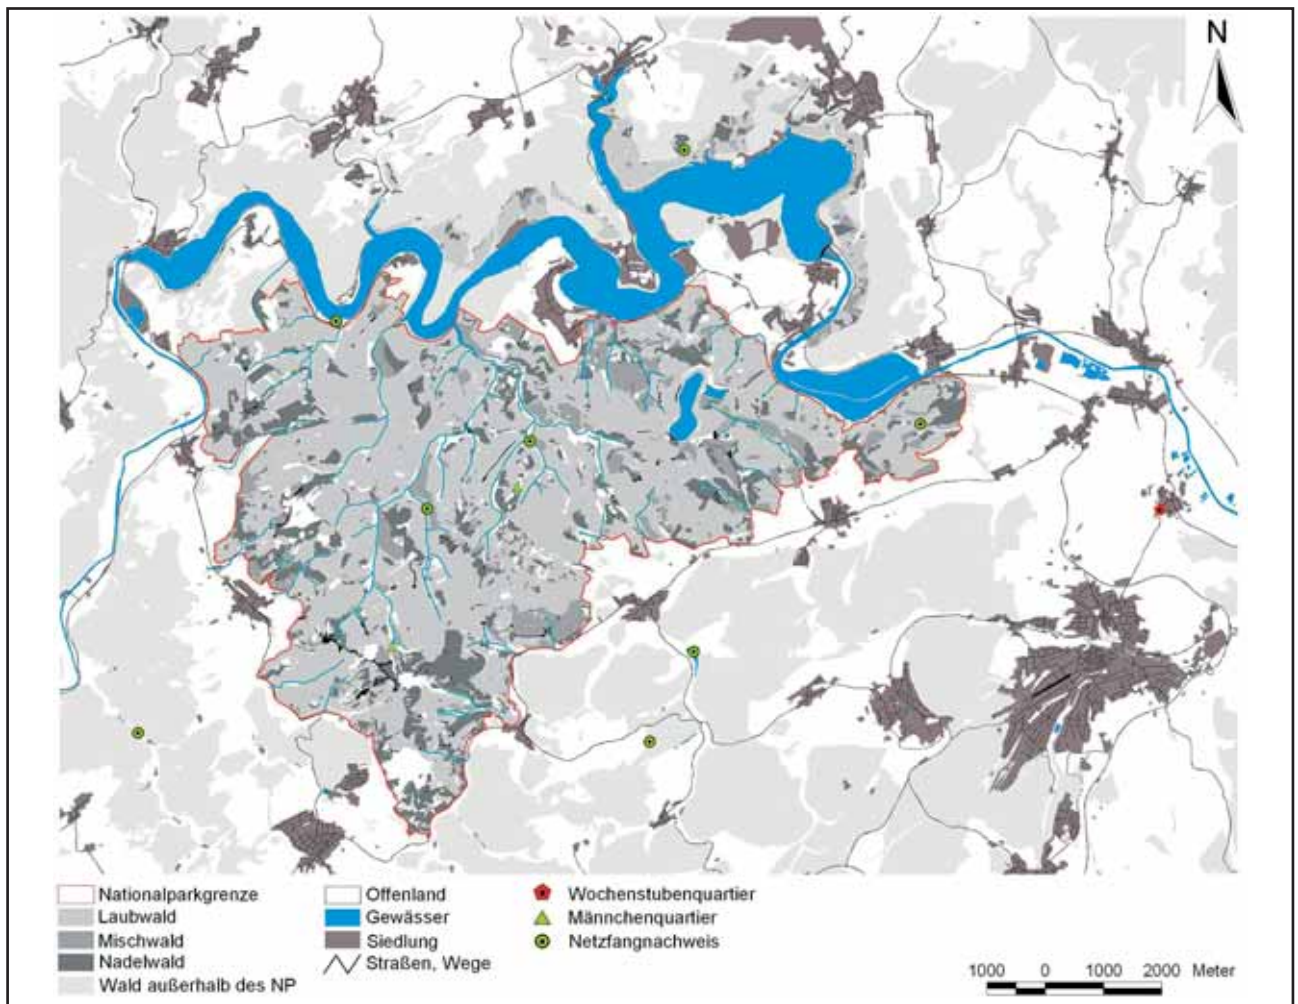 N
Nationalparkgrenze
Laubwald
Mischwald
Nadelwald
Wald außerhalb des NP
Offenland
Gewässer
Siedlung
Straßen, Wege
Wochenstubenquartier
Männchenquartier
Netzfangnachweis
1000 0 1000 2000 Meter